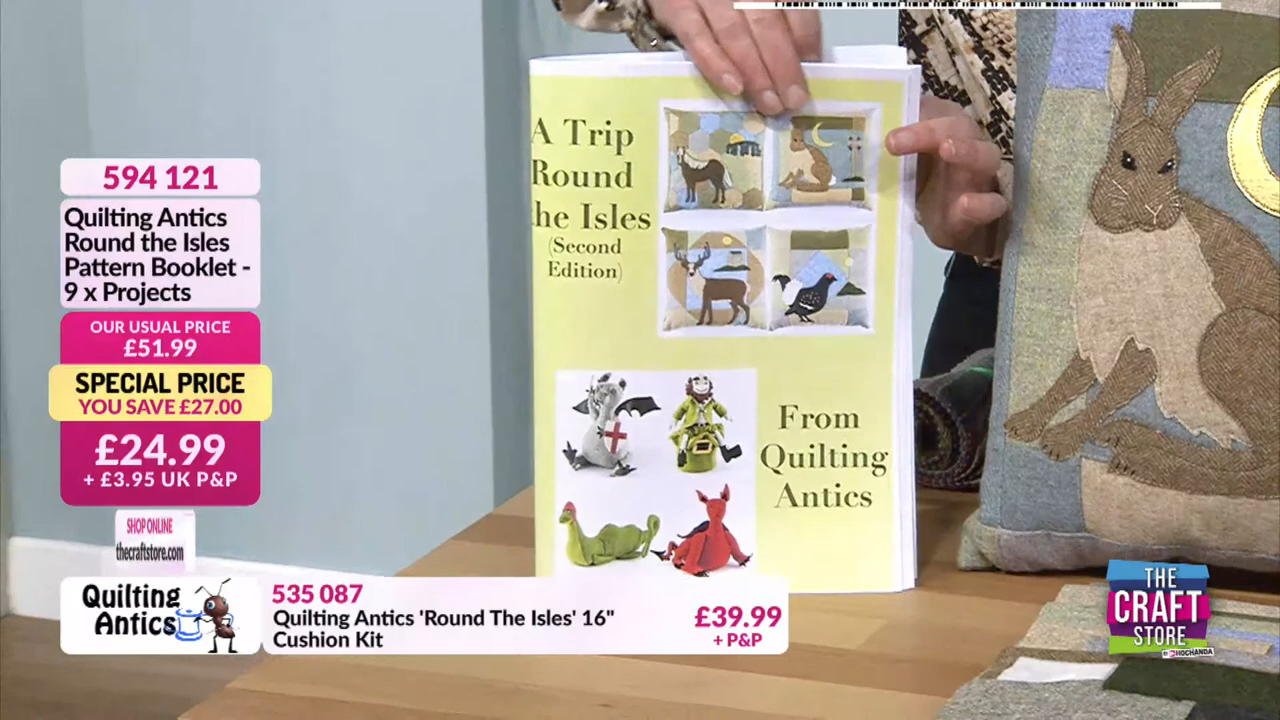 594 121
Quilting Antics
Round the Isles
Pattern Booklet -
9 x Projects
OUR USUAL PRICE
£51.99
SPECIAL PRICE
YOU SAVE £27.00
£24.99
+ £3.95 UK P&P
SHOP ONLINE
thecraftstore.com
A Trip
Round
the Isles
(Second
Edition)
From
Quilting
Antics
Quilting
Antics
535 087
Quilting Antics 'Round The Isles' 16"
Cushion Kit
£39.99
+ P&P
THE
CRAFT
STORE
HOCHANDA